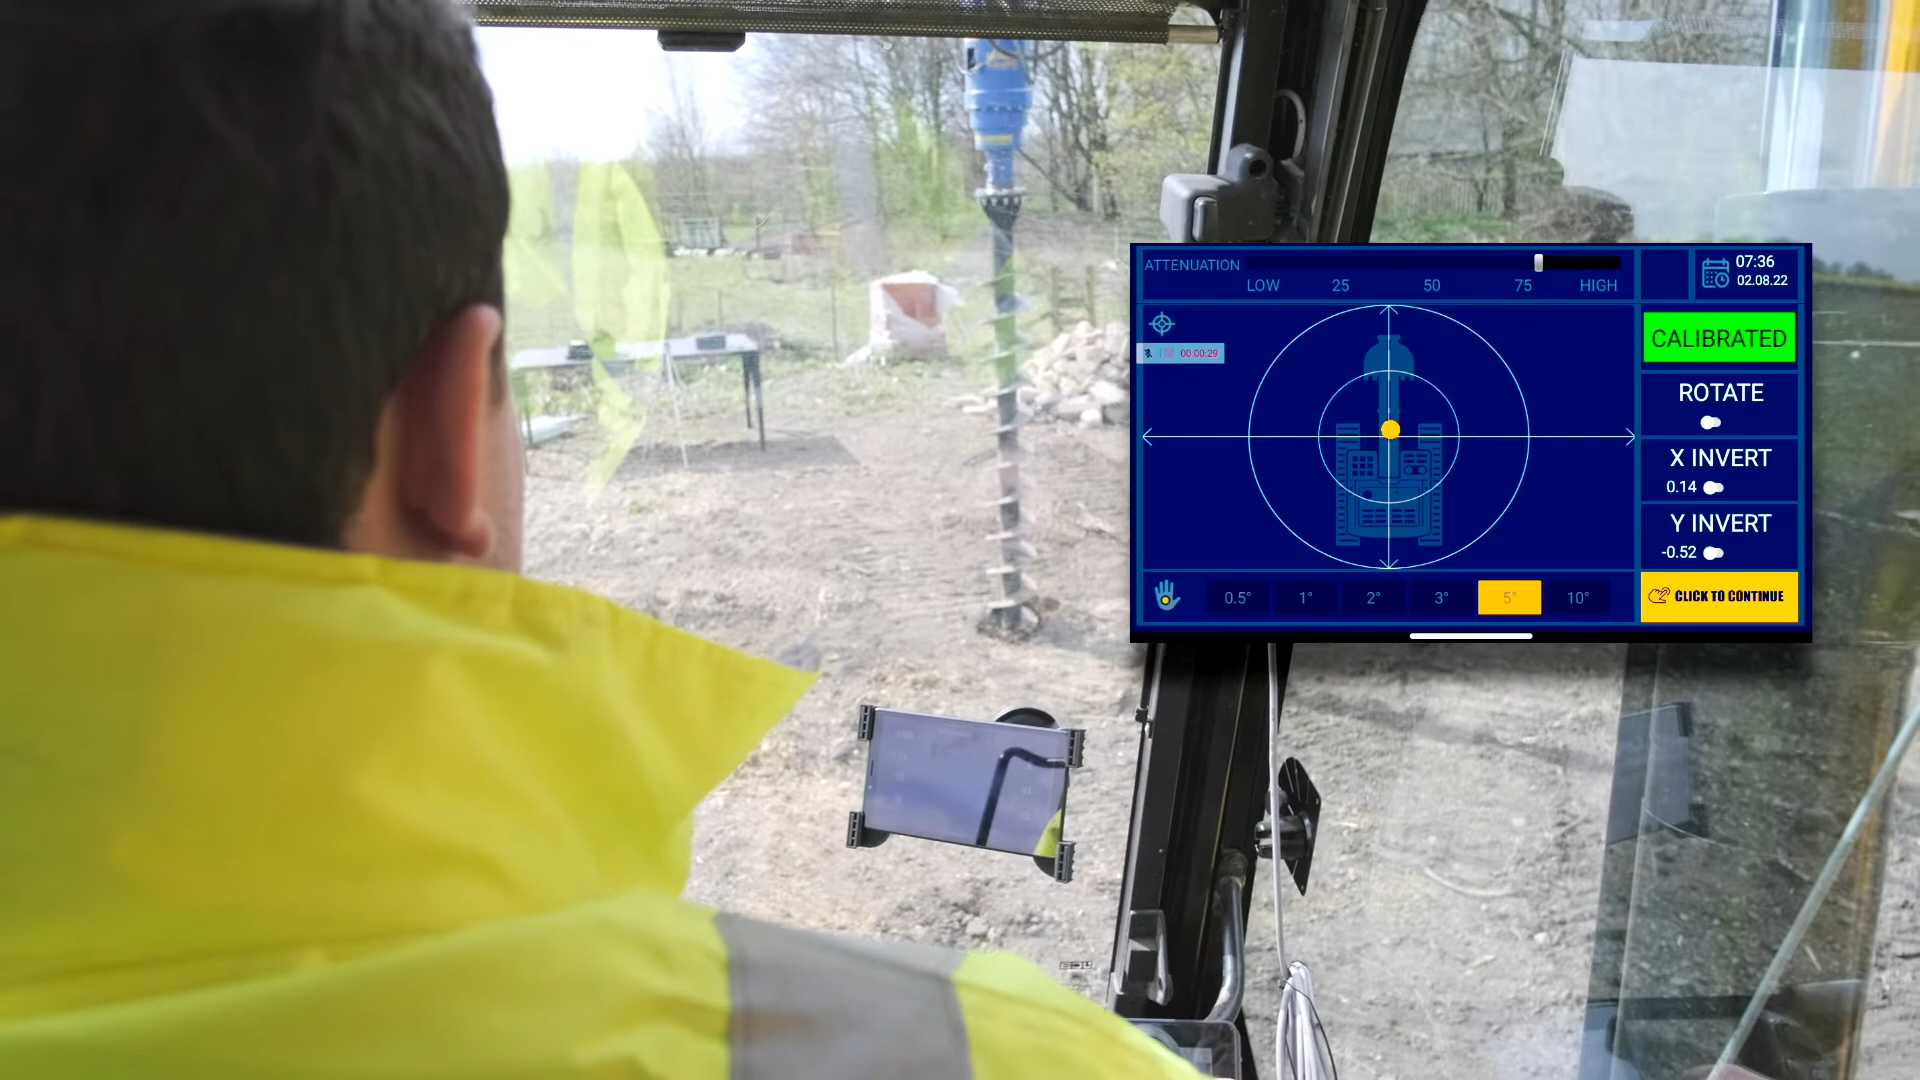 ATTENUATION
LOW 25 50 75 HIGH
07:36
02.08.22
00:00:29
CALIBRATED
ROTATE
X INVERT
0.14
Y INVERT
-0.52
0.5° 1° 2° 3° 5° 10°
CLICK TO CONTINUE